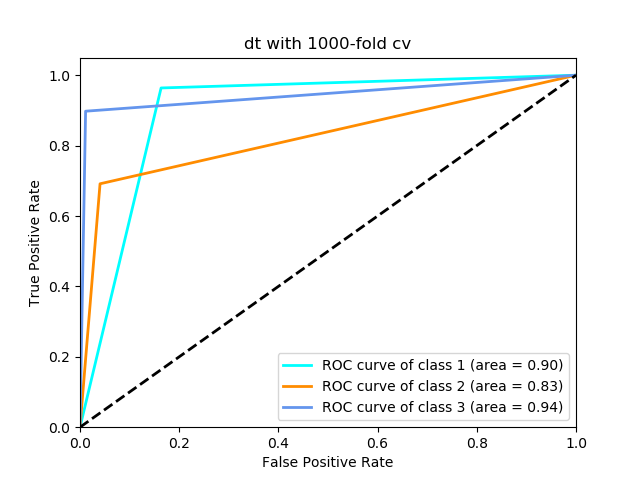 dt with 1000-fold cv
True Positive Rate
1.0
0.8
0.6
0.4
0.2
0.0
ROC curve of class 1 (area = 0.90)
ROC curve of class 2 (area = 0.83)
ROC curve of class 3 (area = 0.94)
0.0 0.2 0.4 0.6 0.8 1.0
False Positive Rate